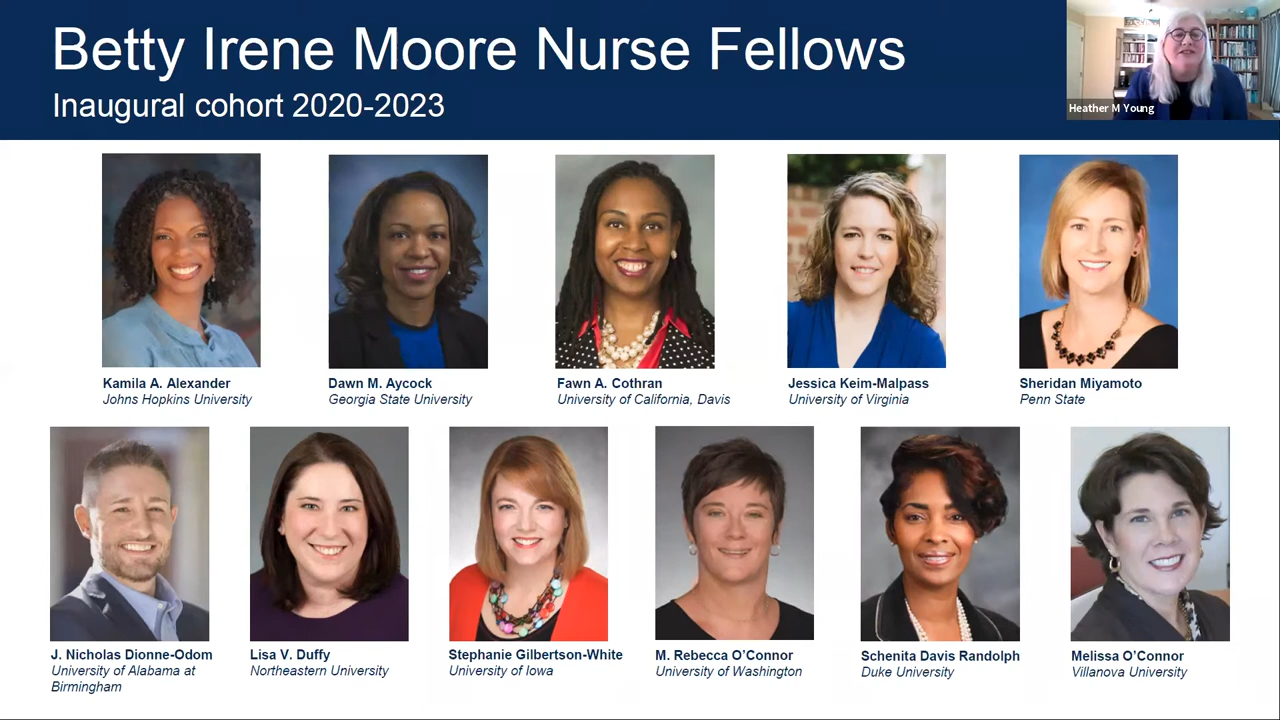 Betty Irene Moore Nurse Fellows
Inaugural cohort 2020-2023
Heather M Young
Kamila A. Alexander
Johns Hopkins University
Dawn M. Aycock
Georgia State University
Fawn A. Cothran
University of California, Davis
Jessica Keim-Malpass
University of Virginia
Sheridan Miyamoto
Penn State
J. Nicholas Dionne-Odom
University of Alabama at
Birmingham
Lisa V. Duffy
Northeastern University
Stephanie Gilbertson-White
University of Iowa
M. Rebecca O’Connor
University of Washington
Schenita Davis Randolph
Duke University
Melissa O’Connor
Villanova University